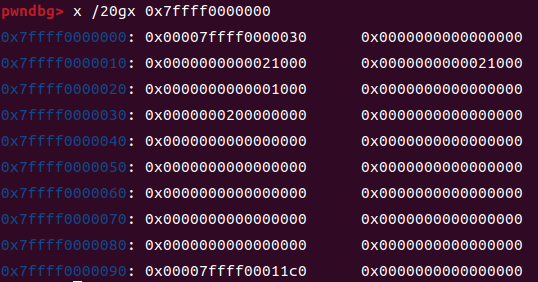 pwndbg> x /20gx 0x7ffff0000000
0x7ffff0000000: 0x00007ffff0000030 0x0000000000000000
0x7ffff0000010: 0x0000000000021000 0x0000000000021000
0x7ffff0000020: 0x0000000000001000 0x0000000000000000
0x7ffff0000030: 0x0000000200000000 0x0000000000000000
0x7ffff0000040: 0x0000000000000000 0x0000000000000000
0x7ffff0000050: 0x0000000000000000 0x0000000000000000
0x7ffff0000060: 0x0000000000000000 0x0000000000000000
0x7ffff0000070: 0x0000000000000000 0x0000000000000000
0x7ffff0000080: 0x0000000000000000 0x0000000000000000
0x7ffff0000090: 0x00007ffff00011c0 0x0000000000000000